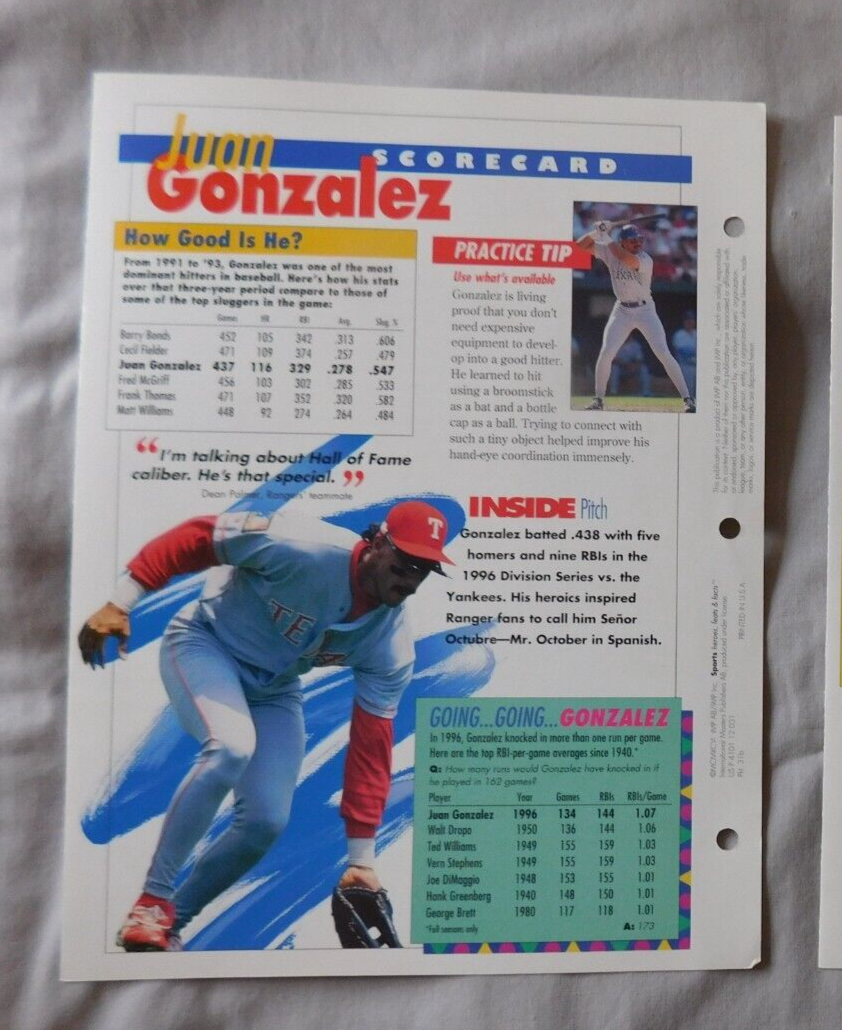 Juan
Gonzalez
SCORECARD
How Good Is He?
From 1991 to '93, Gonzalez was one of the most
dominant hitters in baseball. Here's how his stats
over that three-year period compare to those of
some of the top sluggers in the game:
Games HR RBI Avg. Slug. %
Barry Bonds 452 105 342 .313 .606
Cecil Fielder 471 109 374 .257 .479
Juan Gonzalez 437 116 329 .278 .547
Fred McGriff 456 103 302 .285 .533
Frank Thomas 471 107 352 .320 .582
Matt Williams 448 92 274 .264 .484
“I'm talking about Hall of Fame
caliber. He's that special.”
Dean Palmer, Rangers' teammate
PRACTICE TIP
Use what's available
Gonzalez is living
proof that you don't
need expensive
equipment to devel-
op into a good hitter.
He learned to hit
using a broomstick
as a bat and a bottle
cap as a ball. Trying to connect with
such a tiny object helped improve his
hand-eye coordination immensely.
INSIDE Pitch
Gonzalez batted .438 with five
homers and nine RBIs in the
1996 Division Series vs. the
Yankees. His heroics inspired
Ranger fans to call him Señor
Octubre—Mr. October in Spanish.
T
TEXAS
GOING...GOING...GONZALEZ
In 1996, Gonzalez knocked in more than one run per game.
Here are the top RBI-per-game averages since 1940.*
Q: How many runs would Gonzalez have knocked in if
he played in 162 games?
Player Year Games RBIs RBIs/Game
Juan Gonzalez 1996 134 144 1.07
Walt Dropo 1950 136 144 1.06
Ted Williams 1949 155 159 1.03
Vern Stephens 1949 155 159 1.03
Joe DiMaggio 1948 153 155 1.01
Hank Greenberg 1940 148 150 1.01
George Brett 1980 117 118 1.01
*Full seasons only
A: 173
Sports heroes, feats & facts™
PRINTED IN U.S.A.